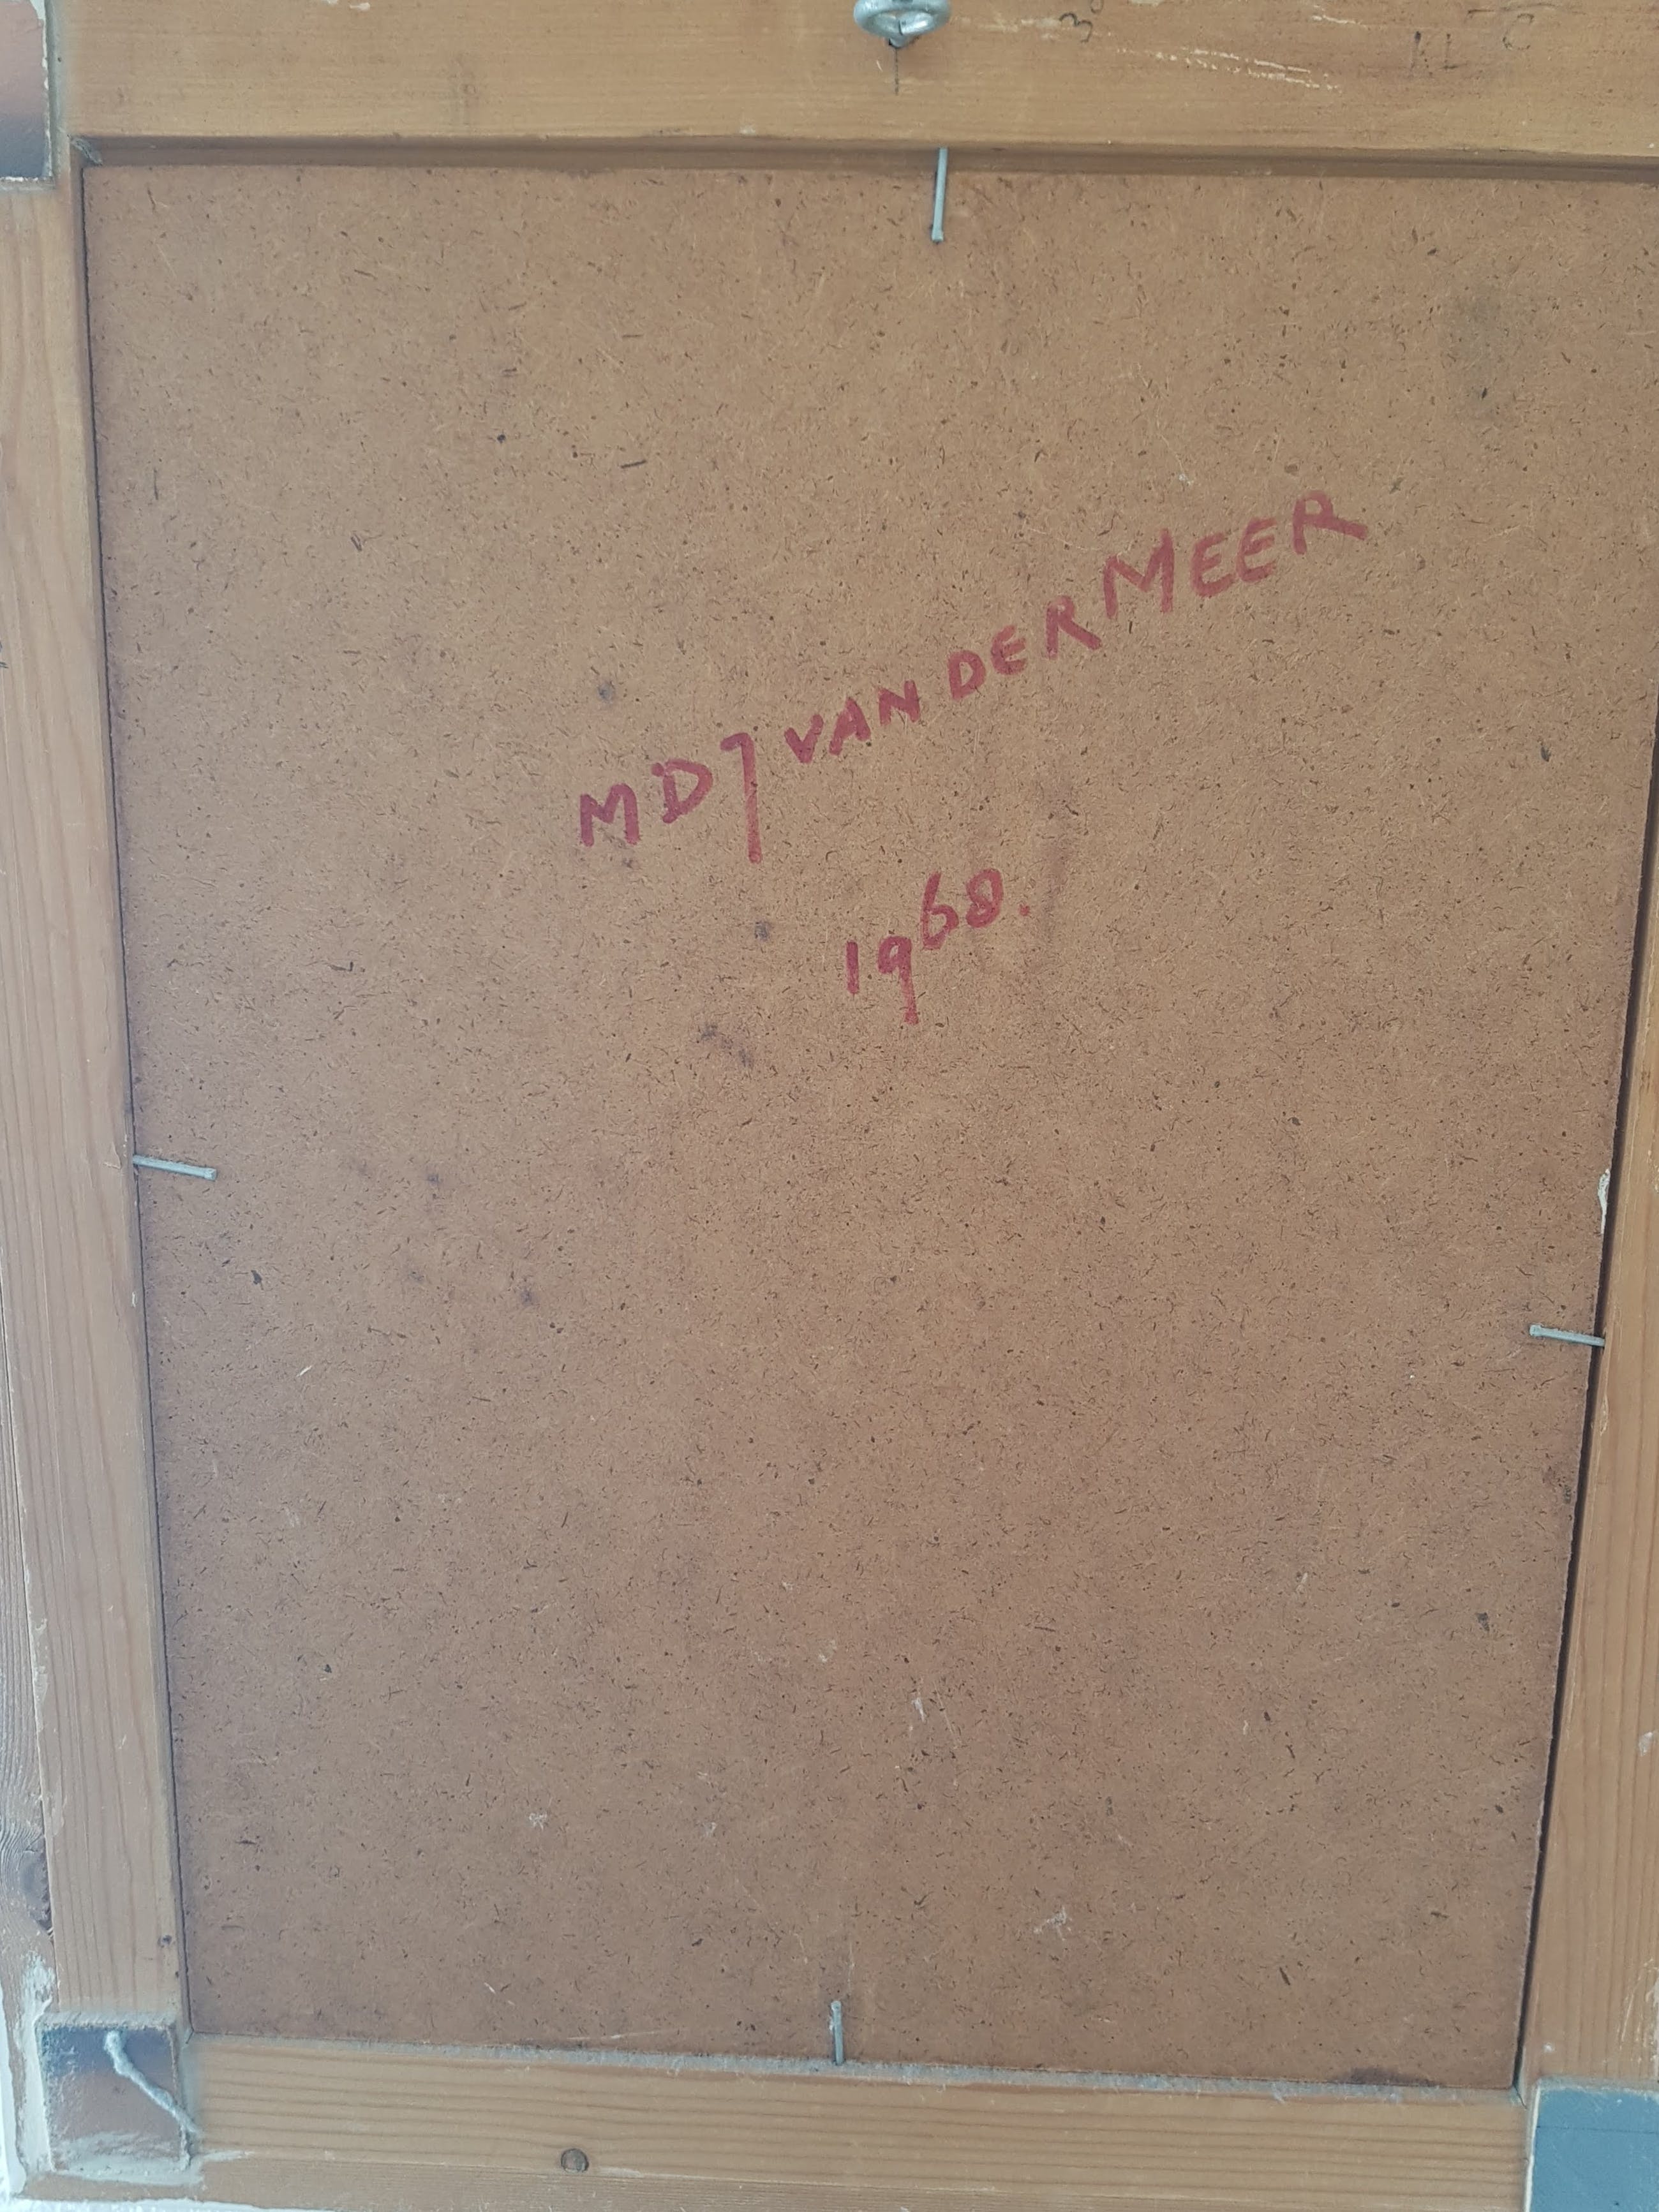 MDJ VAN DER MEER
1968.